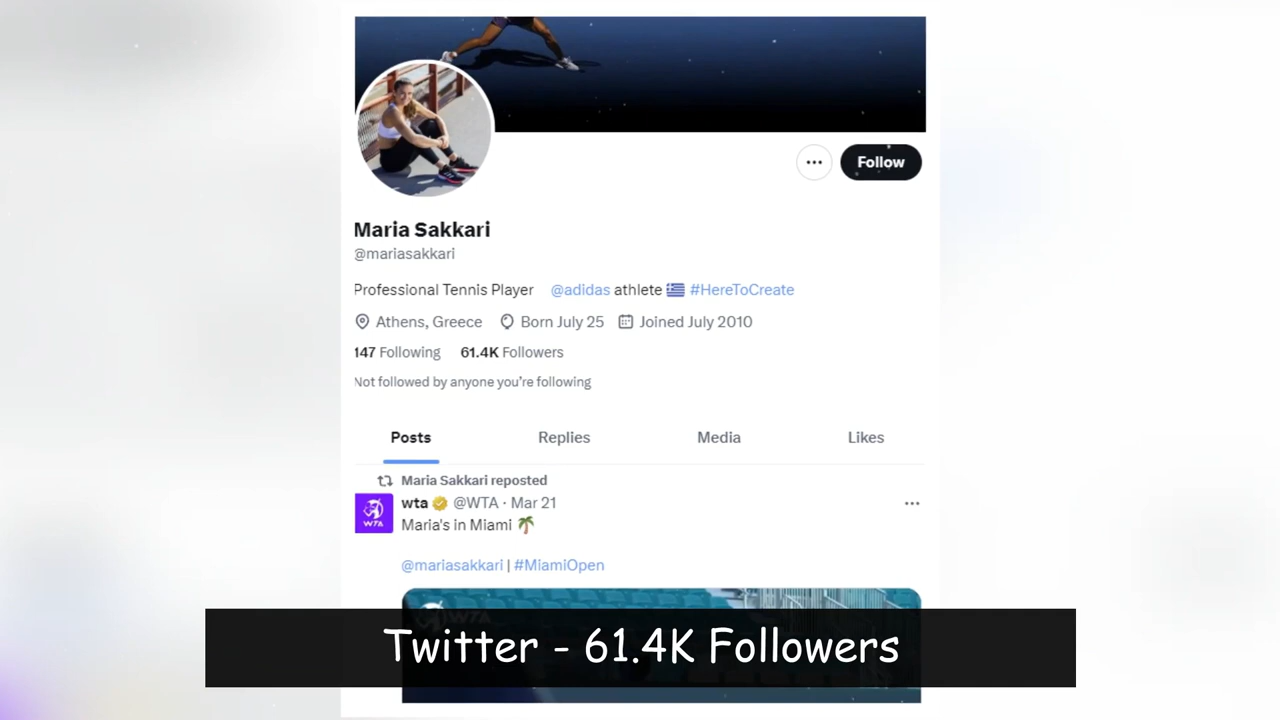 Follow
Maria Sakkari
@mariasakkari
Professional Tennis Player @adidas athlete 🇬🇷 #HereToCreate
Athens, Greece Born July 25 Joined July 2010
147 Following 61.4K Followers
Not followed by anyone you're following
Posts Replies Media Likes
Maria Sakkari reposted
wta @WTA · Mar 21
WTA
Maria's in Miami 🌴
@mariasakkari | #MiamiOpen
WTA
Twitter - 61.4K Followers